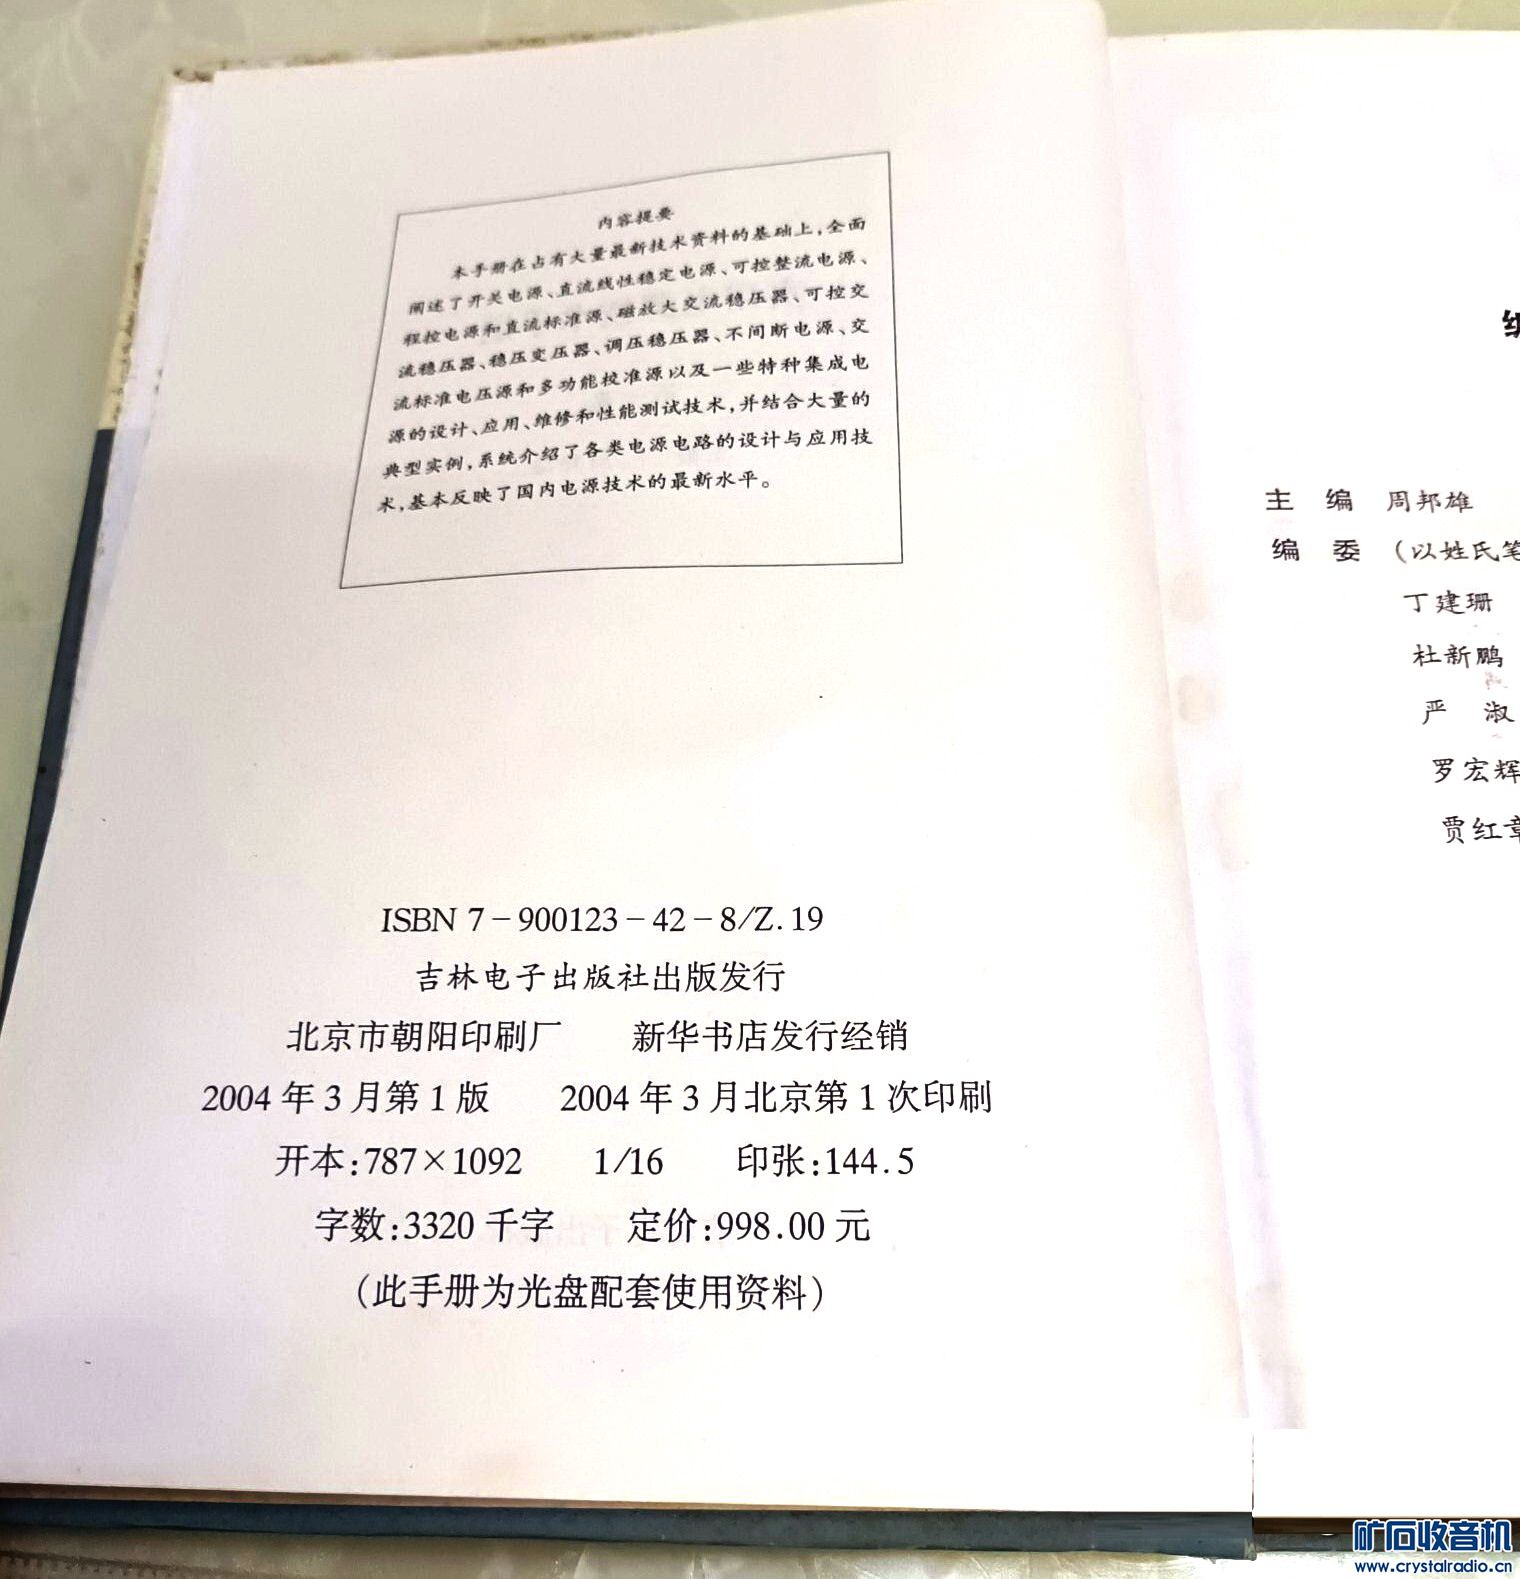 内容提要
本手册在占有大量最新技术资料的基础上,全面
阐述了开关电源、直流线性稳定电源、可控整流电源、
程控电源和直流标准源、磁放大交流稳压器、可控交
流稳压器、稳压变压器、调压稳压器、不间断电源、交
流标准电压源和多功能校准源以及一些特种集成电
源的设计、应用、维修和性能测试技术,并结合大量的
典型实例,系统介绍了各类电源电路的设计与应用技
术,基本反映了国内电源技术的最新水平。
ISBN 7-900123-42-8/Z.19
吉林电子出版社出版发行
北京市朝阳印刷厂 新华书店发行经销
2004年3月第1版 2004年3月北京第1次印刷
开本:787×1092 1/16 印张:144.5
字数:3320千字 定价:998.00元
(此手册为光盘配套使用资料)
主 编 周邦雄
编 委 (以姓氏笔
丁建珊
杜新鹏
严 淑
罗宏辉
贾红章
矿石收音机
www.crystalradio.cn